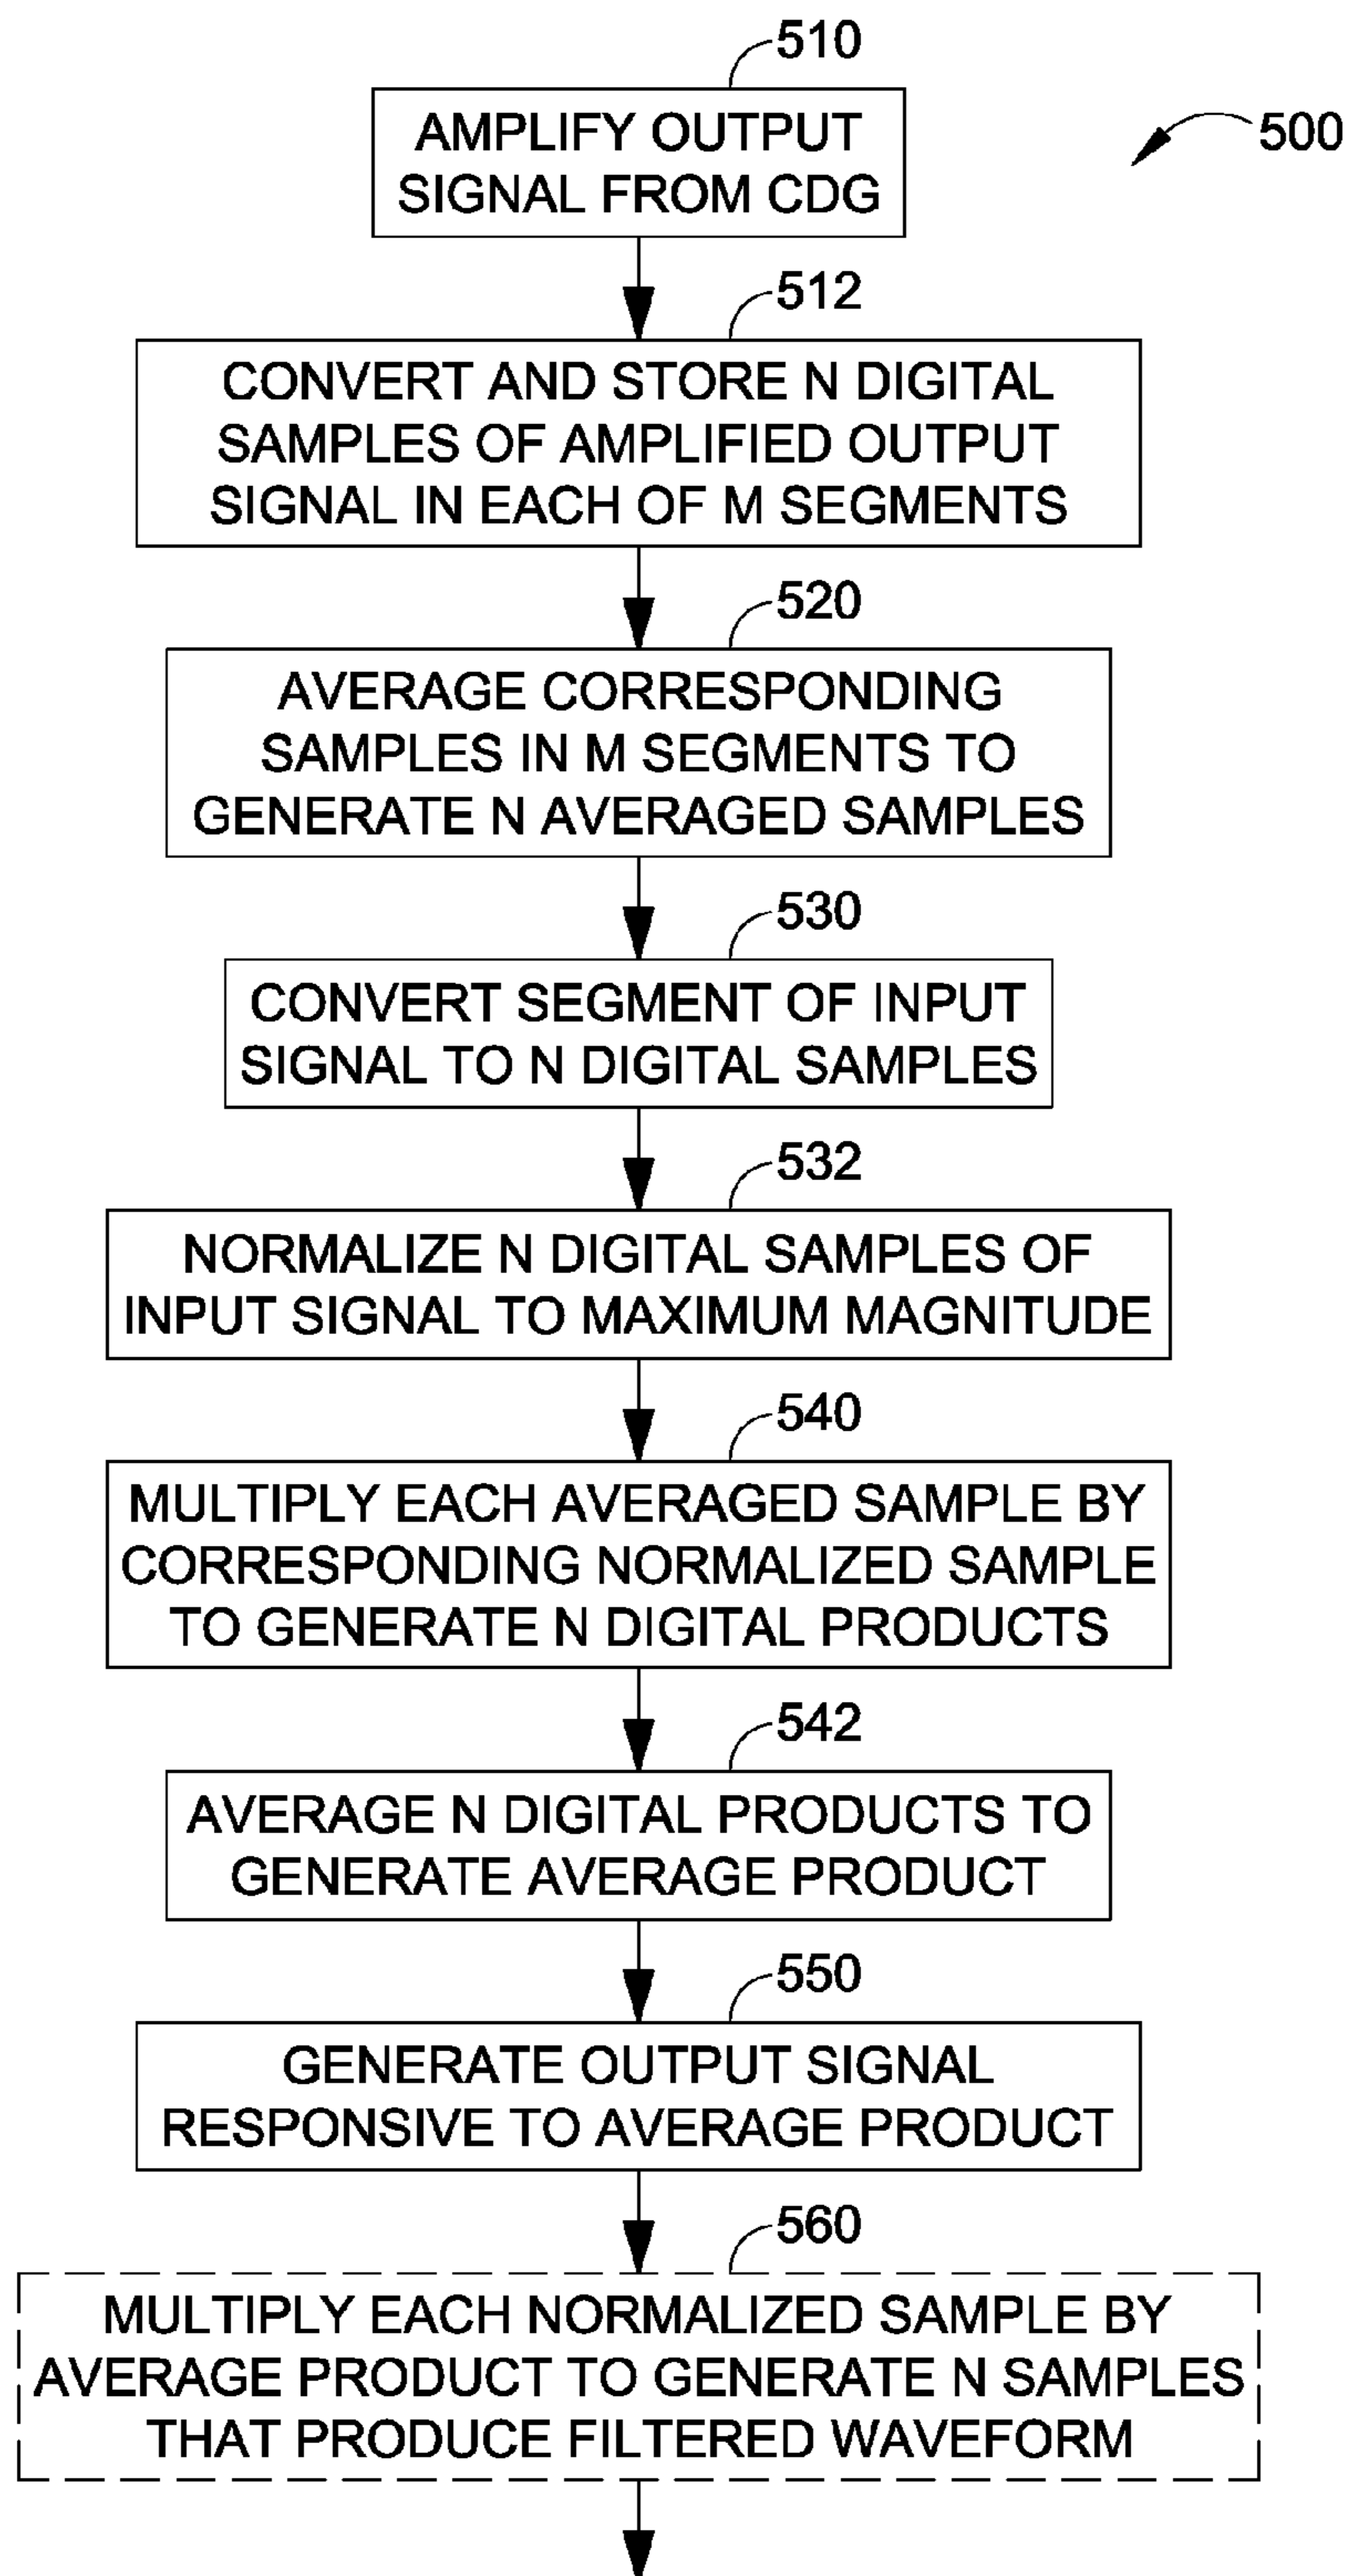 510
AMPLIFY OUTPUT
SIGNAL FROM CDG
500
512
CONVERT AND STORE N DIGITAL
SAMPLES OF AMPLIFIED OUTPUT
SIGNAL IN EACH OF M SEGMENTS
520
AVERAGE CORRESPONDING
SAMPLES IN M SEGMENTS TO
GENERATE N AVERAGED SAMPLES
530
CONVERT SEGMENT OF INPUT
SIGNAL TO N DIGITAL SAMPLES
532
NORMALIZE N DIGITAL SAMPLES OF
INPUT SIGNAL TO MAXIMUM MAGNITUDE
540
MULTIPLY EACH AVERAGED SAMPLE BY
CORRESPONDING NORMALIZED SAMPLE
TO GENERATE N DIGITAL PRODUCTS
542
AVERAGE N DIGITAL PRODUCTS TO
GENERATE AVERAGE PRODUCT
550
GENERATE OUTPUT SIGNAL
RESPONSIVE TO AVERAGE PRODUCT
560
MULTIPLY EACH NORMALIZED SAMPLE BY
AVERAGE PRODUCT TO GENERATE N SAMPLES
THAT PRODUCE FILTERED WAVEFORM